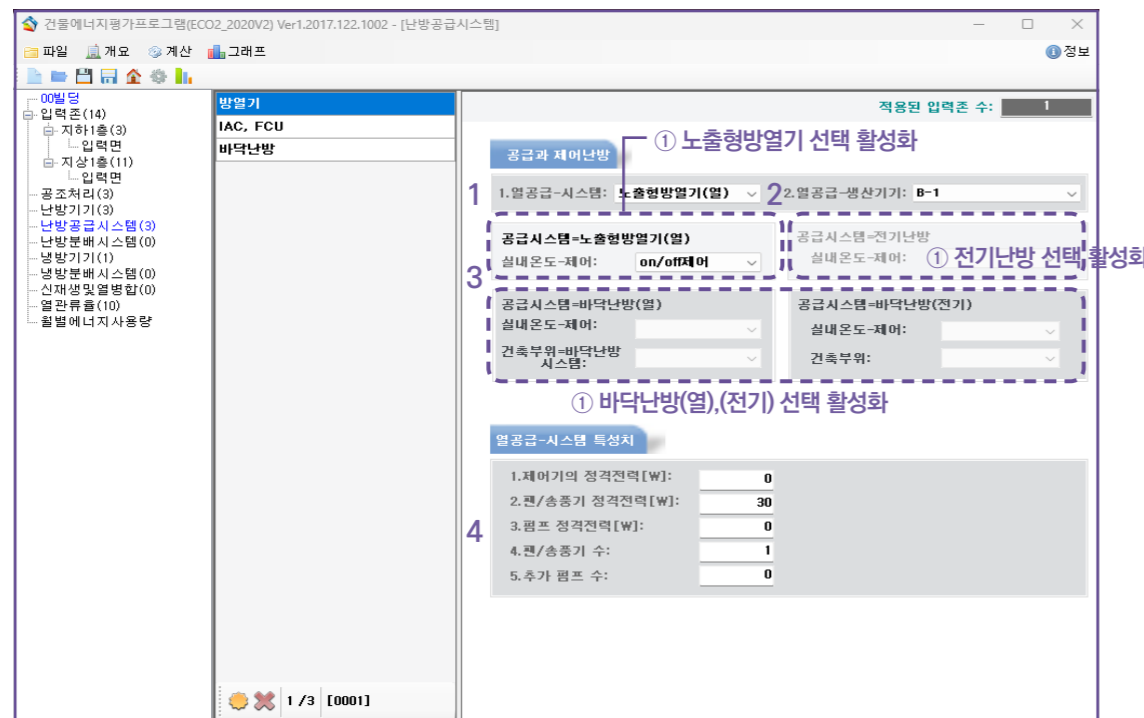 건물에너지평가프로그램(ECO2_2020V2) Ver1.2017.122.1002 - [난방공급시스템]
파일 개요 계산 그래프 정보
00빌딩
입력존(14)
지하1층(3)
입력면
지상1층(11)
입력면
공조처리(3)
난방기기(3)
난방공급시스템(3)
난방분배시스템(0)
냉방기기(1)
냉방분배시스템(0)
신재생및열병합(0)
열관류율(10)
월별에너지사용량
방열기
IAC, FCU
바닥난방
1 /3 [0001]
적용된 입력존 수: 1
① 노출형방열기 선택 활성화
공급과 제어난방
1 1.열공급-시스템: 노출형방열기(열) 2 2.열공급-생산기기: B-1
3
공급시스템=노출형방열기(열)
실내온도-제어: on/off제어
공급시스템=전기난방
실내온도-제어:
① 전기난방 선택 활성화
공급시스템=바닥난방(열)
실내온도-제어:
건축부위=바닥난방
시스템:
공급시스템=바닥난방(전기)
실내온도-제어:
건축부위:
① 바닥난방(열),(전기) 선택 활성화
열공급-시스템 특성치
4
1.제어기의 정격전력[W]: 0
2.팬/송풍기 정격전력[W]: 30
3.펌프 정격전력[W]: 0
4.팬/송풍기 수: 1
5.추가 펌프 수: 0